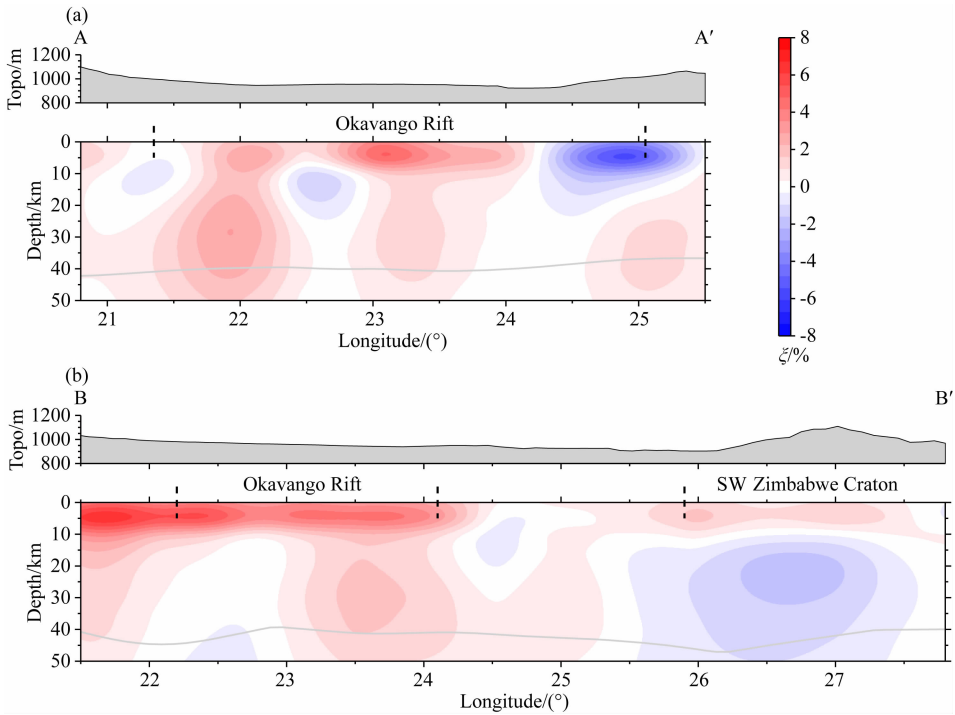 (a)
A A′
Topo/m
1200
1000
800
Okavango Rift
Depth/km
0
10
20
30
40
50
21 22 23 24 25
Longitude/(°)
8
6
4
2
0
-2
-4
-6
-8
ξ/%
(b)
B B′
Topo/m
1200
1000
800
Okavango Rift SW Zimbabwe Craton
Depth/km
0
10
20
30
40
50
22 23 24 25 26 27
Longitude/(°)